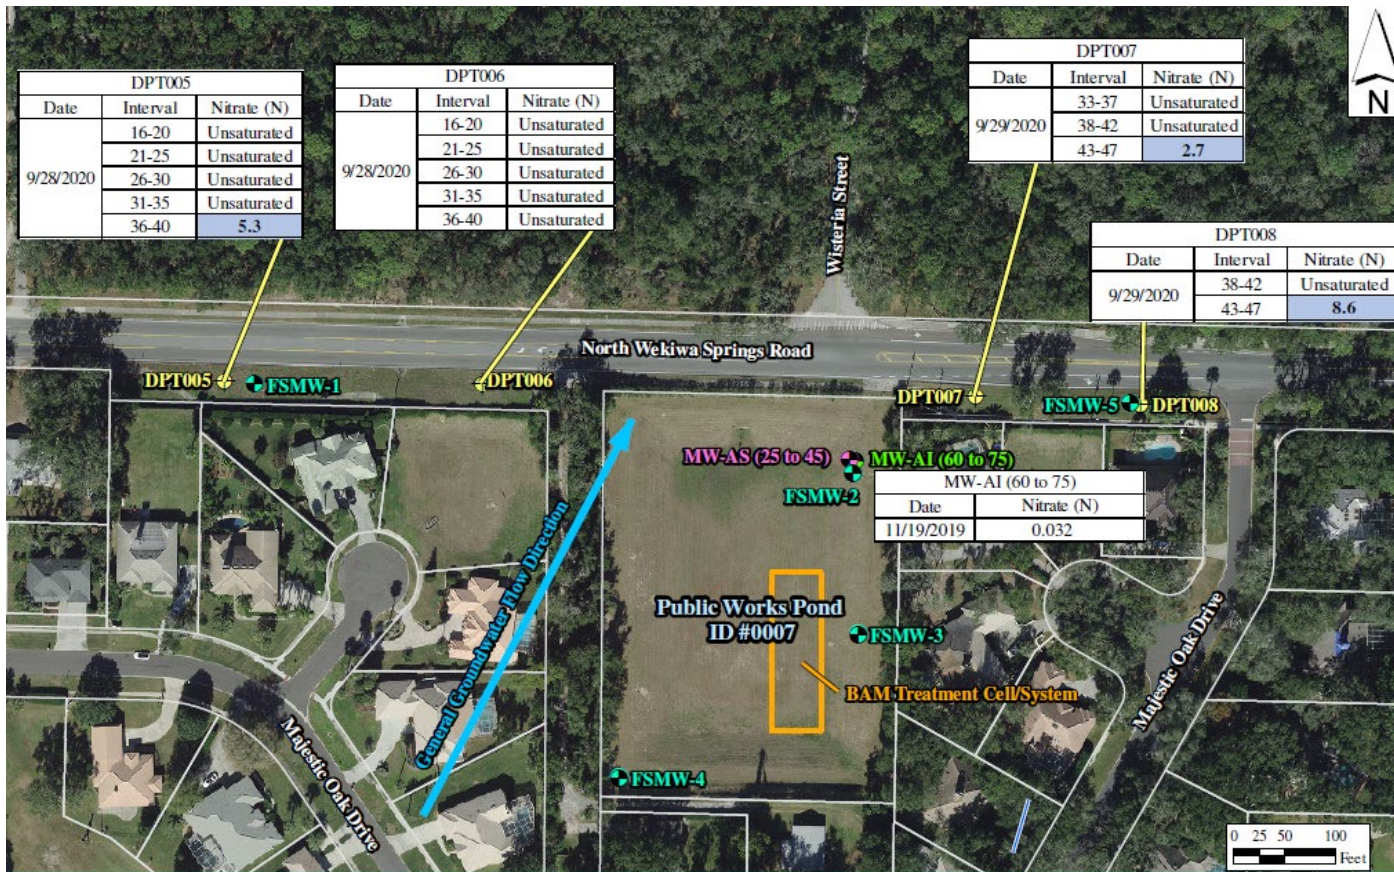 DPT005
Date Interval Nitrate (N)
9/28/2020
16-20 Unsaturated
21-25 Unsaturated
26-30 Unsaturated
31-35 Unsaturated
36-40 5.3
DPT006
Date Interval Nitrate (N)
9/28/2020
16-20 Unsaturated
21-25 Unsaturated
26-30 Unsaturated
31-35 Unsaturated
36-40 Unsaturated
DPT007
Date Interval Nitrate (N)
9/29/2020
33-37 Unsaturated
38-42 Unsaturated
43-47 2.7
N
Wisteria Street
DPT008
Date Interval Nitrate (N)
9/29/2020
38-42 Unsaturated
43-47 8.6
North Wekiwa Springs Road
DPT005
FSMW-1
DPT006
DPT007
FSMW-5
DPT008
MW-AS (25 to 45)
MW-AI (60 to 75)
FSMW-2
MW-AI (60 to 75)
Date Nitrate (N)
11/19/2019 0.032
General Groundwater Flow Direction
Public Works Pond
ID #0007
FSMW-3
BAM Treatment Cell/System
Majestic Oak Drive
Majestic Oak Drive
FSMW-4
0 25 50 100
Feet